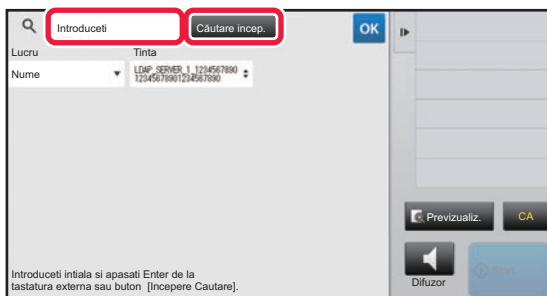 Introduceti
Căutare incep.
OK
Lucru
Tinta
Nume
LDAP_SERVER_1_1234567890
12345678901234567890
Previzualiz.
CA
Difuzor
Start
Introduceti intiala si apasati Enter de la
tastatura externa sau buton [Incepere Cautare].